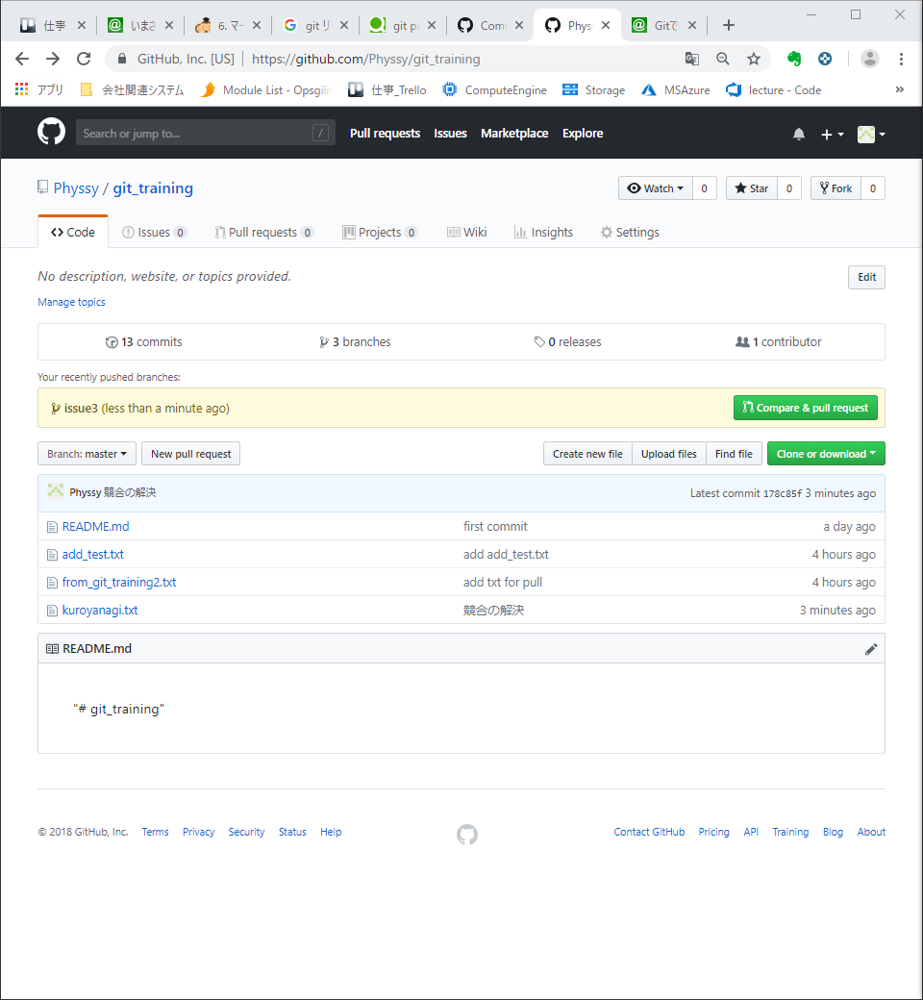 仕事 いまさ 6. マー git リ git pu Com Phys Gitで
GitHub, Inc. [US] https://github.com/Physsy/git_training
アプリ 会社関連システム Module List - Opsgili 仕事_Trello ComputeEngine Storage MSAzure lecture - Code »
Search or jump to... / Pull requests Issues Marketplace Explore
Physsy / git_training Watch 0 Star 0 Fork 0
Code Issues 0 Pull requests 0 Projects 0 Wiki Insights Settings
No description, website, or topics provided. Edit
Manage topics
13 commits 3 branches 0 releases 1 contributor
Your recently pushed branches:
issue3 (less than a minute ago) Compare & pull request
Branch: master New pull request Create new file Upload files Find file Clone or download
Physsy 競合の解決 Latest commit 178c85f 3 minutes ago
README.md first commit a day ago
add_test.txt add add_test.txt 4 hours ago
from_git_training2.txt add txt for pull 4 hours ago
kuroyanagi.txt 競合の解決 3 minutes ago
README.md
"# git_training"
© 2018 GitHub, Inc. Terms Privacy Security Status Help Contact GitHub Pricing API Training Blog About